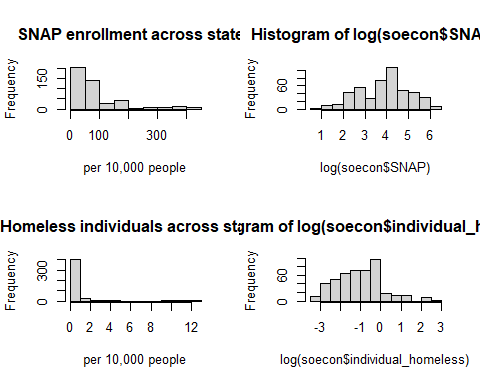 SNAP enrollment across state
Histogram of log(soecon$SNA
Frequency
150
0
0 100 300
per 10,000 people
Frequency
60
0
1 2 3 4 5 6
log(soecon$SNAP)
Homeless individuals across sta
gram of log(soecon$individual_h
Frequency
300
0
0 2 4 6 8 12
per 10,000 people
Frequency
60
0
-3 -1 0 1 2 3
log(soecon$individual_homeless)